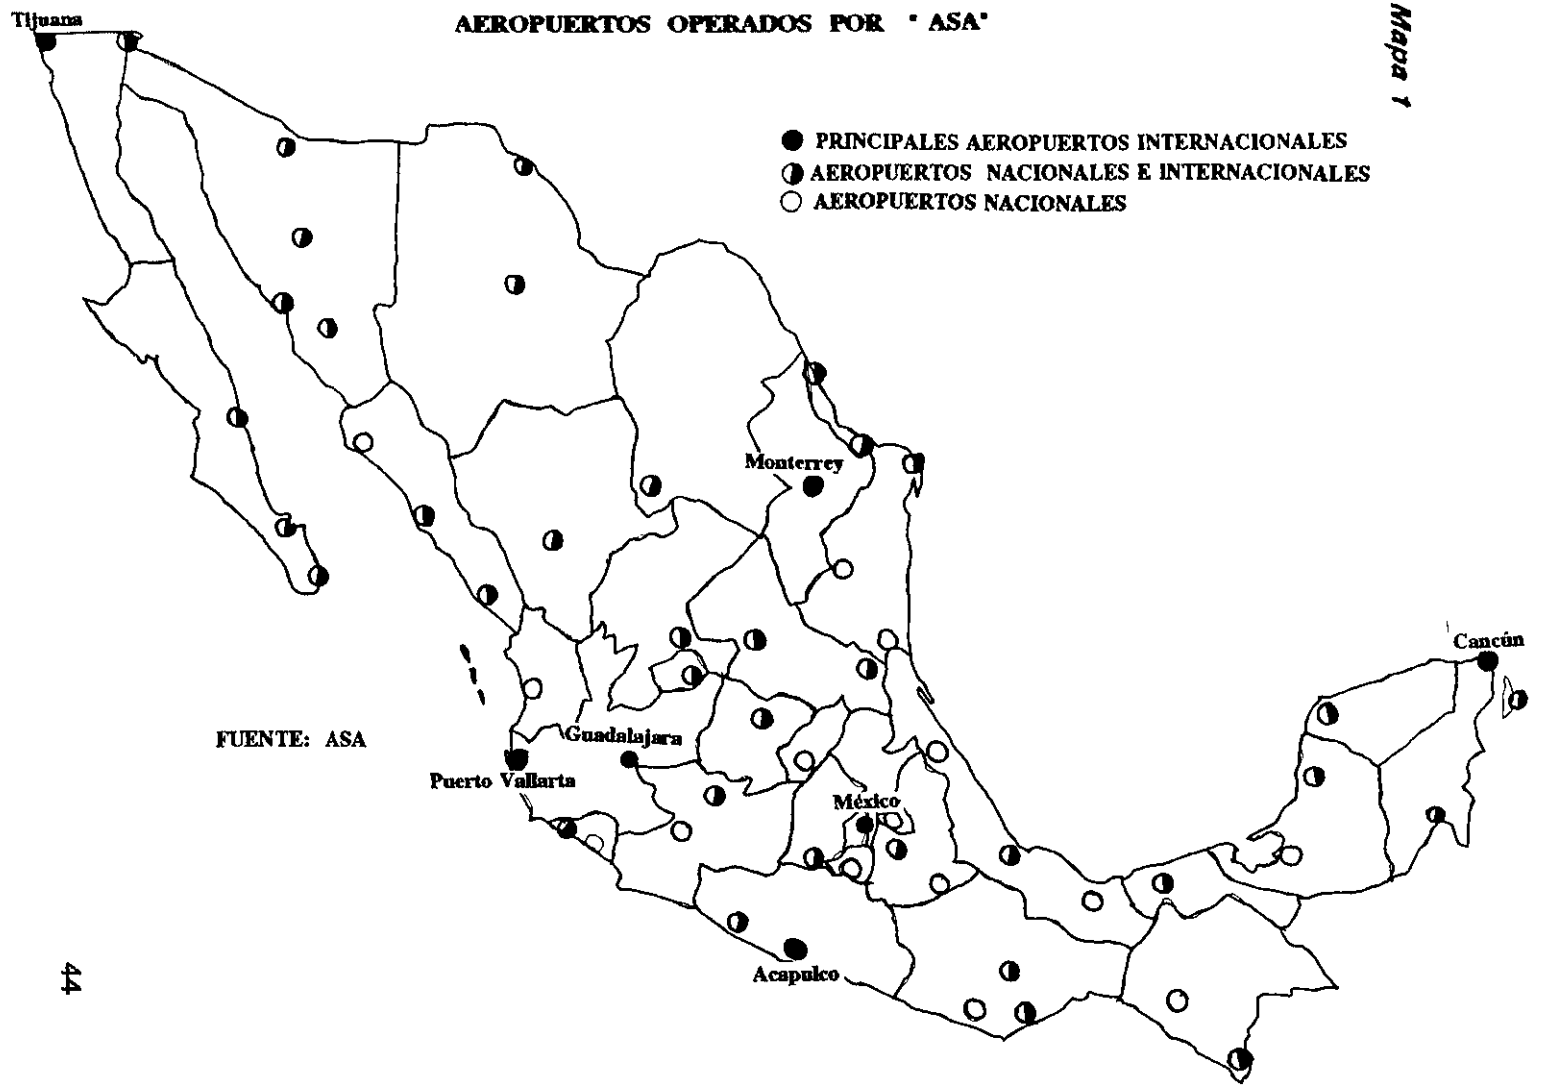 Tijuana
AEROPUERTOS OPERADOS POR " ASA"
Mapa 1
PRINCIPALES AEROPUERTOS INTERNACIONALES
AEROPUERTOS NACIONALES E INTERNACIONALES
AEROPUERTOS NACIONALES
Monterrey
Cancún
FUENTE: ASA
Guadalajara
Puerto Vallarta
México
Acapulco
44